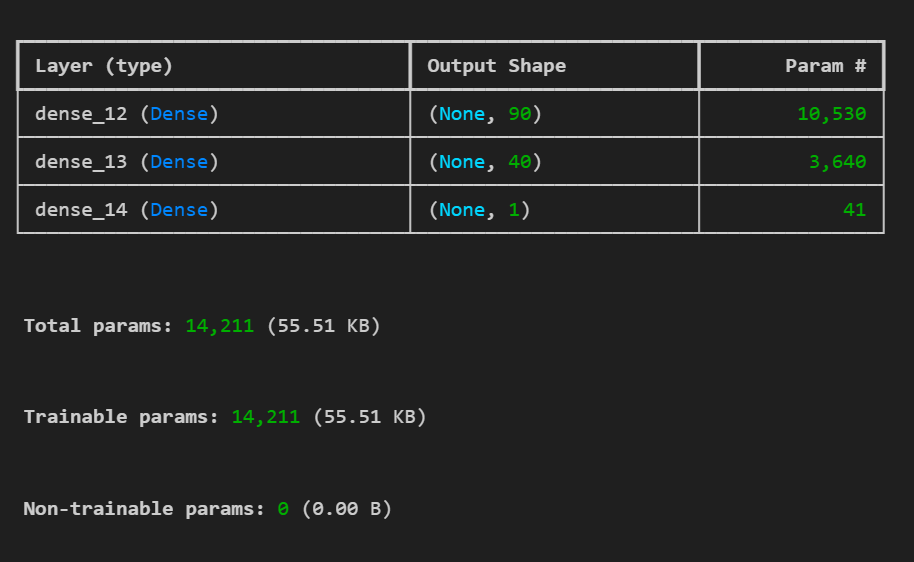 Layer (type) Output Shape Param #
dense_12 (Dense) (None, 90) 10,530
dense_13 (Dense) (None, 40) 3,640
dense_14 (Dense) (None, 1) 41
Total params: 14,211 (55.51 KB)
Trainable params: 14,211 (55.51 KB)
Non-trainable params: 0 (0.00 B)